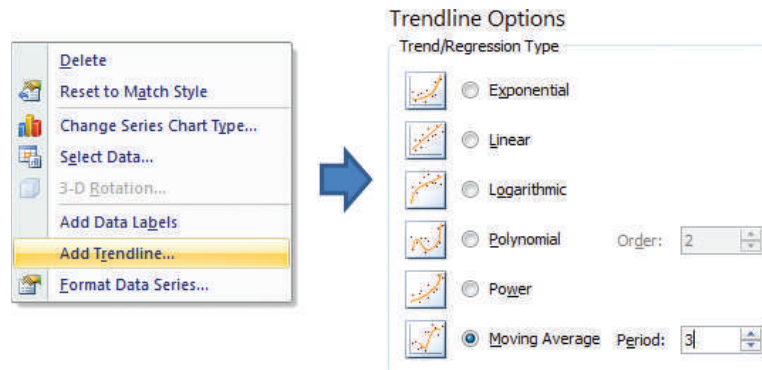 Delete
Reset to Match Style
Change Series Chart Type...
Select Data...
3-D Rotation...
Add Data Labels
Add Trendline...
Format Data Series...
Trendline Options
Trend/Regression Type
Exponential
Linear
Logarithmic
Polynomial Order: 2
Power
Moving Average Period: 3